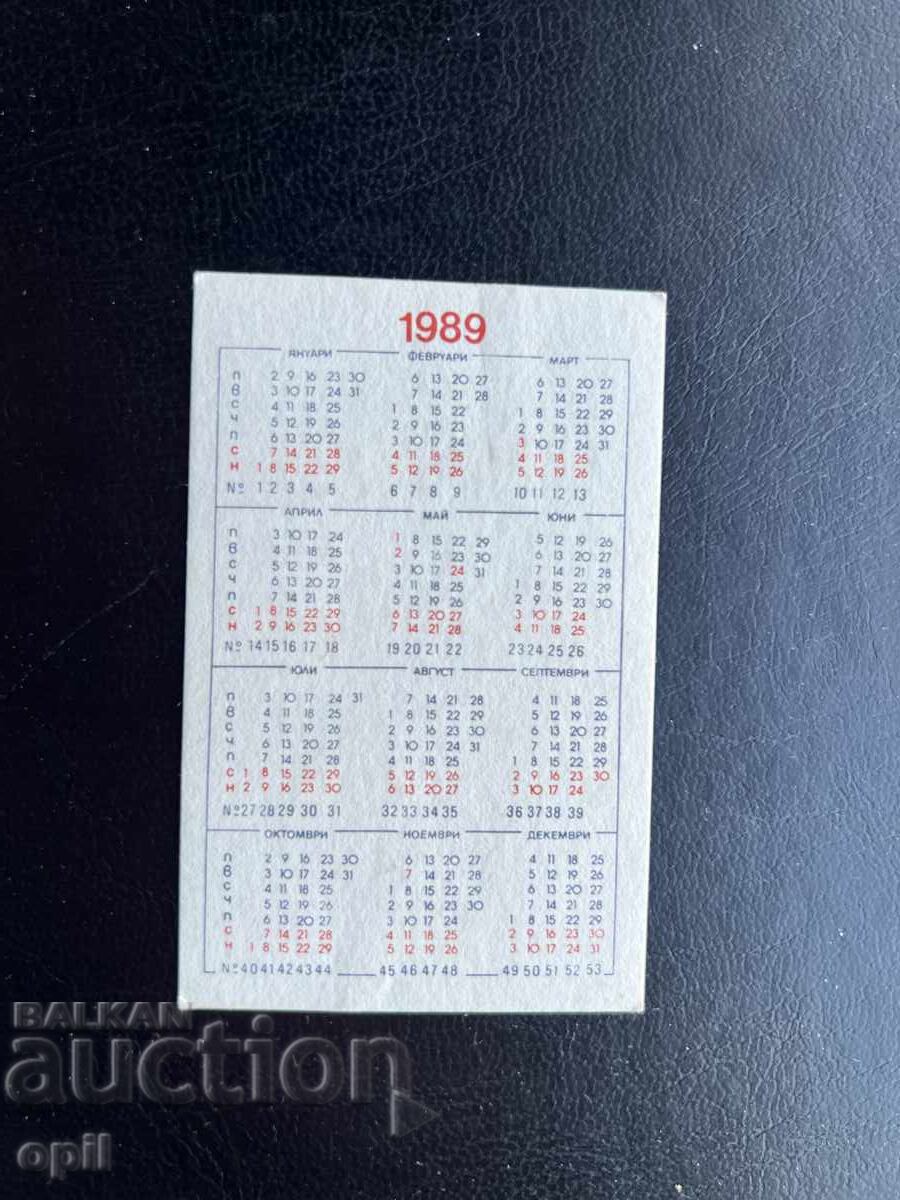 1989
ЯНУАРИ ФЕВРУАРИ МАРТ
П 2 9 16 23 30 6 13 20 27 6 13 20 27
В 3 10 17 24 31 7 14 21 28 7 14 21 28
С 4 11 18 25 1 8 15 22 1 8 15 22 29
Ч 5 12 19 26 2 9 16 23 2 9 16 23 30
П 6 13 20 27 3 10 17 24 3 10 17 24 31
С 7 14 21 28 4 11 18 25 4 11 18 25
Н 1 8 15 22 29 5 12 19 26 5 12 19 26
№ 1 2 3 4 5 6 7 8 9 10 11 12 13
АПРИЛ МАЙ ЮНИ
П 3 10 17 24 1 8 15 22 29 5 12 19 26
В 4 11 18 25 2 9 16 23 30 6 13 20 27
С 5 12 19 26 3 10 17 24 31 7 14 21 28
Ч 6 13 20 27 4 11 18 25 1 8 15 22 29
П 7 14 21 28 5 12 19 26 2 9 16 23 30
С 1 8 15 22 29 6 13 20 27 3 10 17 24
Н 2 9 16 23 30 7 14 21 28 4 11 18 25
№ 14 15 16 17 18 19 20 21 22 23 24 25 26
ЮЛИ АВГУСТ СЕПТЕМВРИ
П 3 10 17 24 31 7 14 21 28 4 11 18 25
В 4 11 18 25 1 8 15 22 29 5 12 19 26
С 5 12 19 26 2 9 16 23 30 6 13 20 27
Ч 6 13 20 27 3 10 17 24 31 7 14 21 28
П 7 14 21 28 4 11 18 25 1 8 15 22 29
С 1 8 15 22 29 5 12 19 26 2 9 16 23 30
Н 2 9 16 23 30 6 13 20 27 3 10 17 24
№ 27 28 29 30 31 32 33 34 35 36 37 38 39
ОКТОМВРИ НОЕМВРИ ДЕКЕМВРИ
П 2 9 16 23 30 6 13 20 27 4 11 18 25
В 3 10 17 24 31 7 14 21 28 5 12 19 26
С 4 11 18 25 1 8 15 22 29 6 13 20 27
Ч 5 12 19 26 2 9 16 23 30 7 14 21 28
П 6 13 20 27 3 10 17 24 1 8 15 22 29
С 7 14 21 28 4 11 18 25 2 9 16 23 30
Н 1 8 15 22 29 5 12 19 26 3 10 17 24 31
№ 40 41 42 43 44 45 46 47 48 49 50 51 52 53
BALKAN
auction
opil